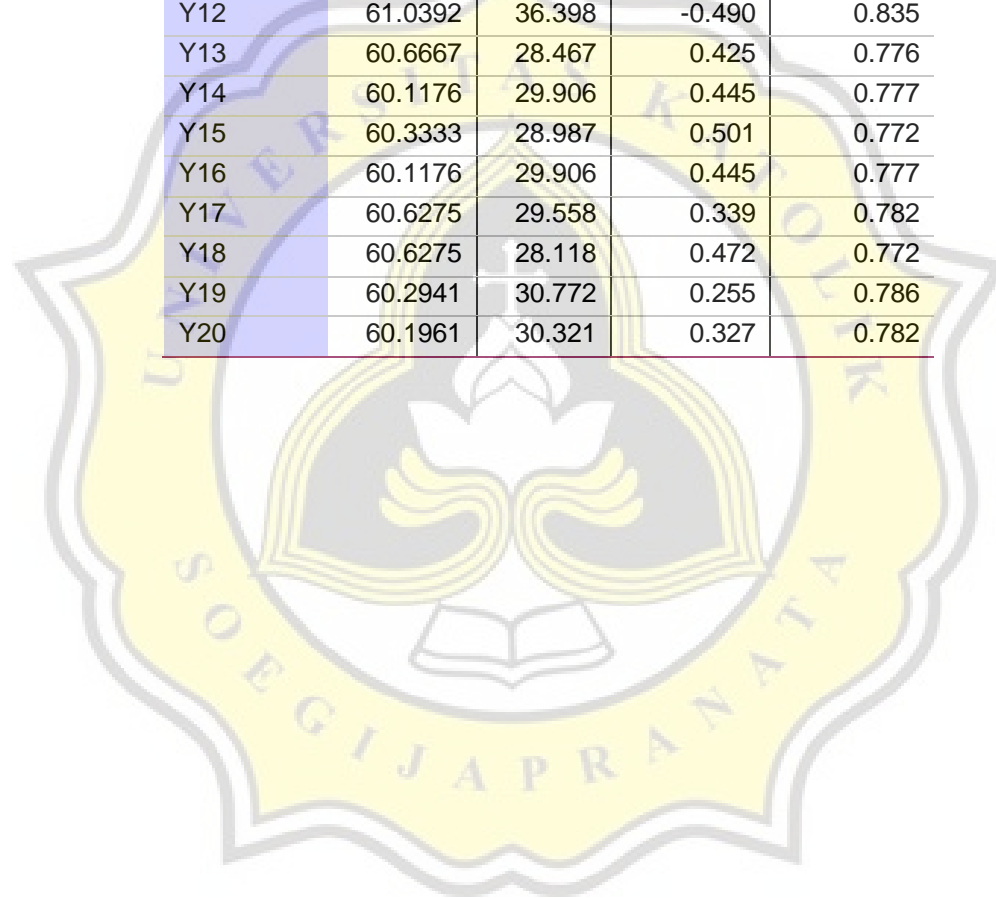 Y12 61.0392 36.398 -0.490 0.835
Y13 60.6667 28.467 0.425 0.776
Y14 60.1176 29.906 0.445 0.777
Y15 60.3333 28.987 0.501 0.772
Y16 60.1176 29.906 0.445 0.777
Y17 60.6275 29.558 0.339 0.782
Y18 60.6275 28.118 0.472 0.772
Y19 60.2941 30.772 0.255 0.786
Y20 60.1961 30.321 0.327 0.782
UNIVERSITAS KATOLIK
SOEGIJAPRANATA